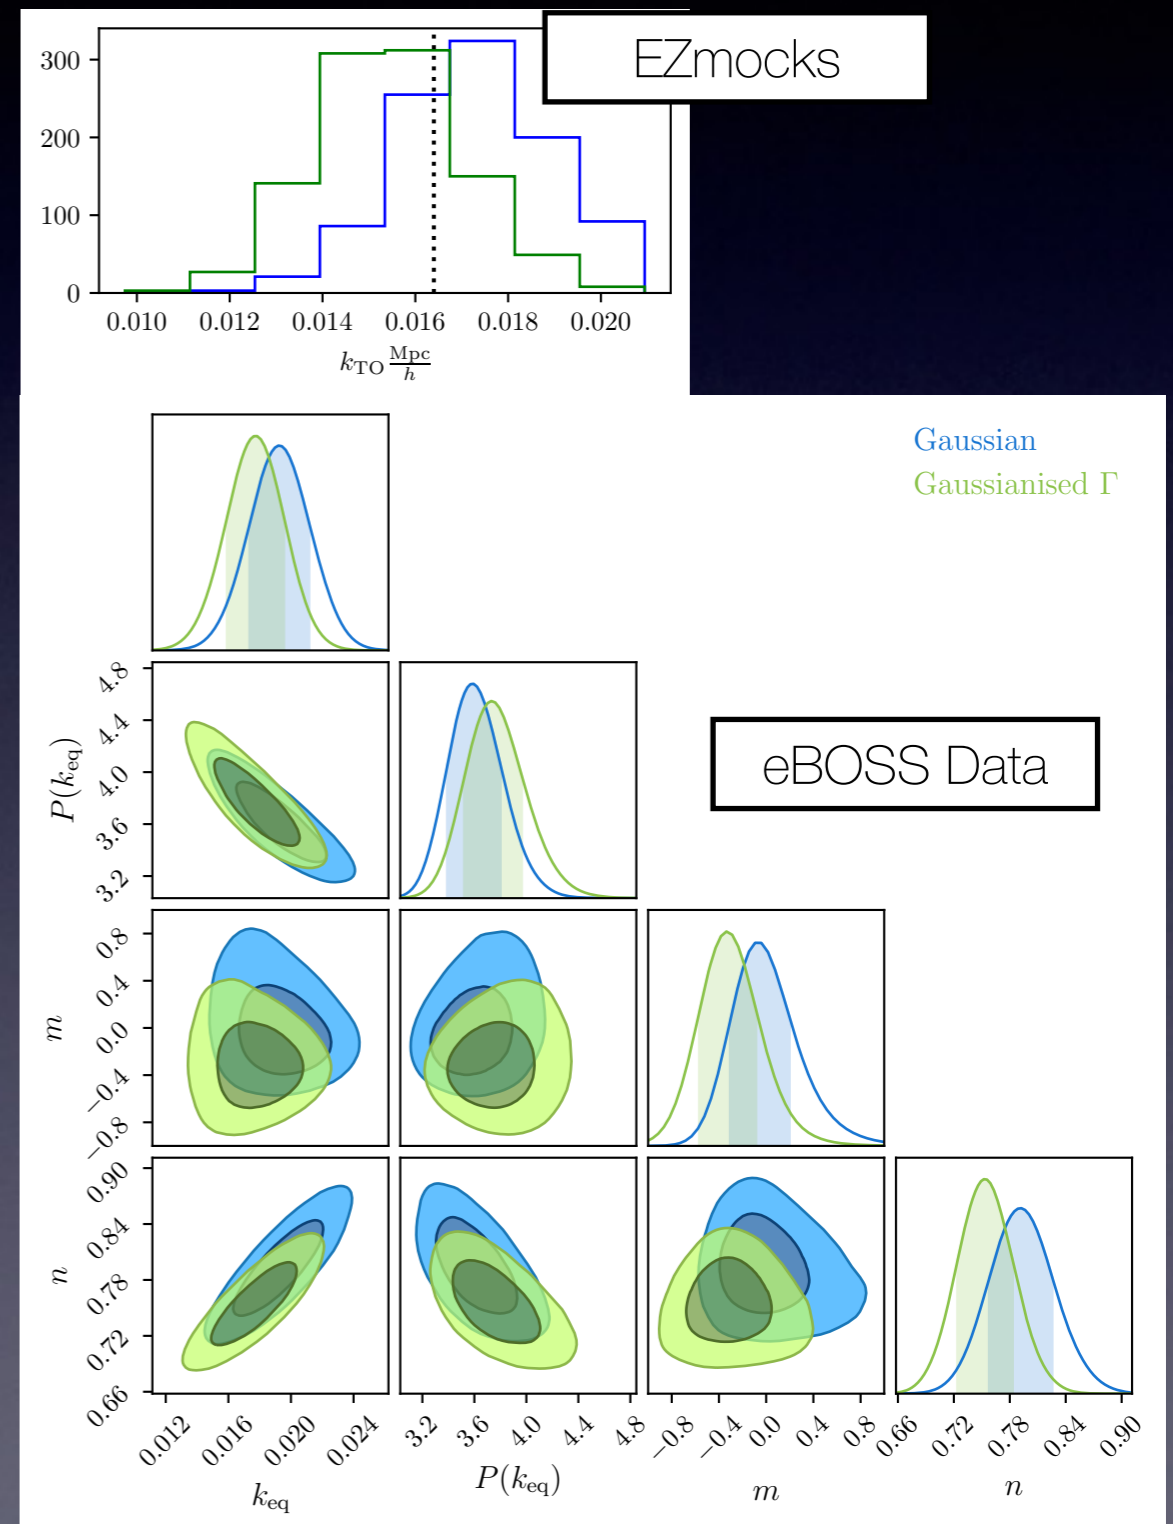 EZmocks
300
200
100
0
0.010 0.012 0.014 0.016 0.018 0.020
k_TO Mpc/h
Gaussian
Gaussianised Γ
eBOSS Data
P(k_eq)
4.8
4.4
4.0
3.6
3.2
m
0.8
0.4
0.0
−0.4
−0.8
n
0.90
0.84
0.78
0.72
0.66
0.012 0.016 0.020 0.024
3.2 3.6 4.0 4.4 4.8
−0.8 −0.4 0.0 0.4 0.8
0.66 0.72 0.78 0.84 0.90
k_eq
P(k_eq)
m
n